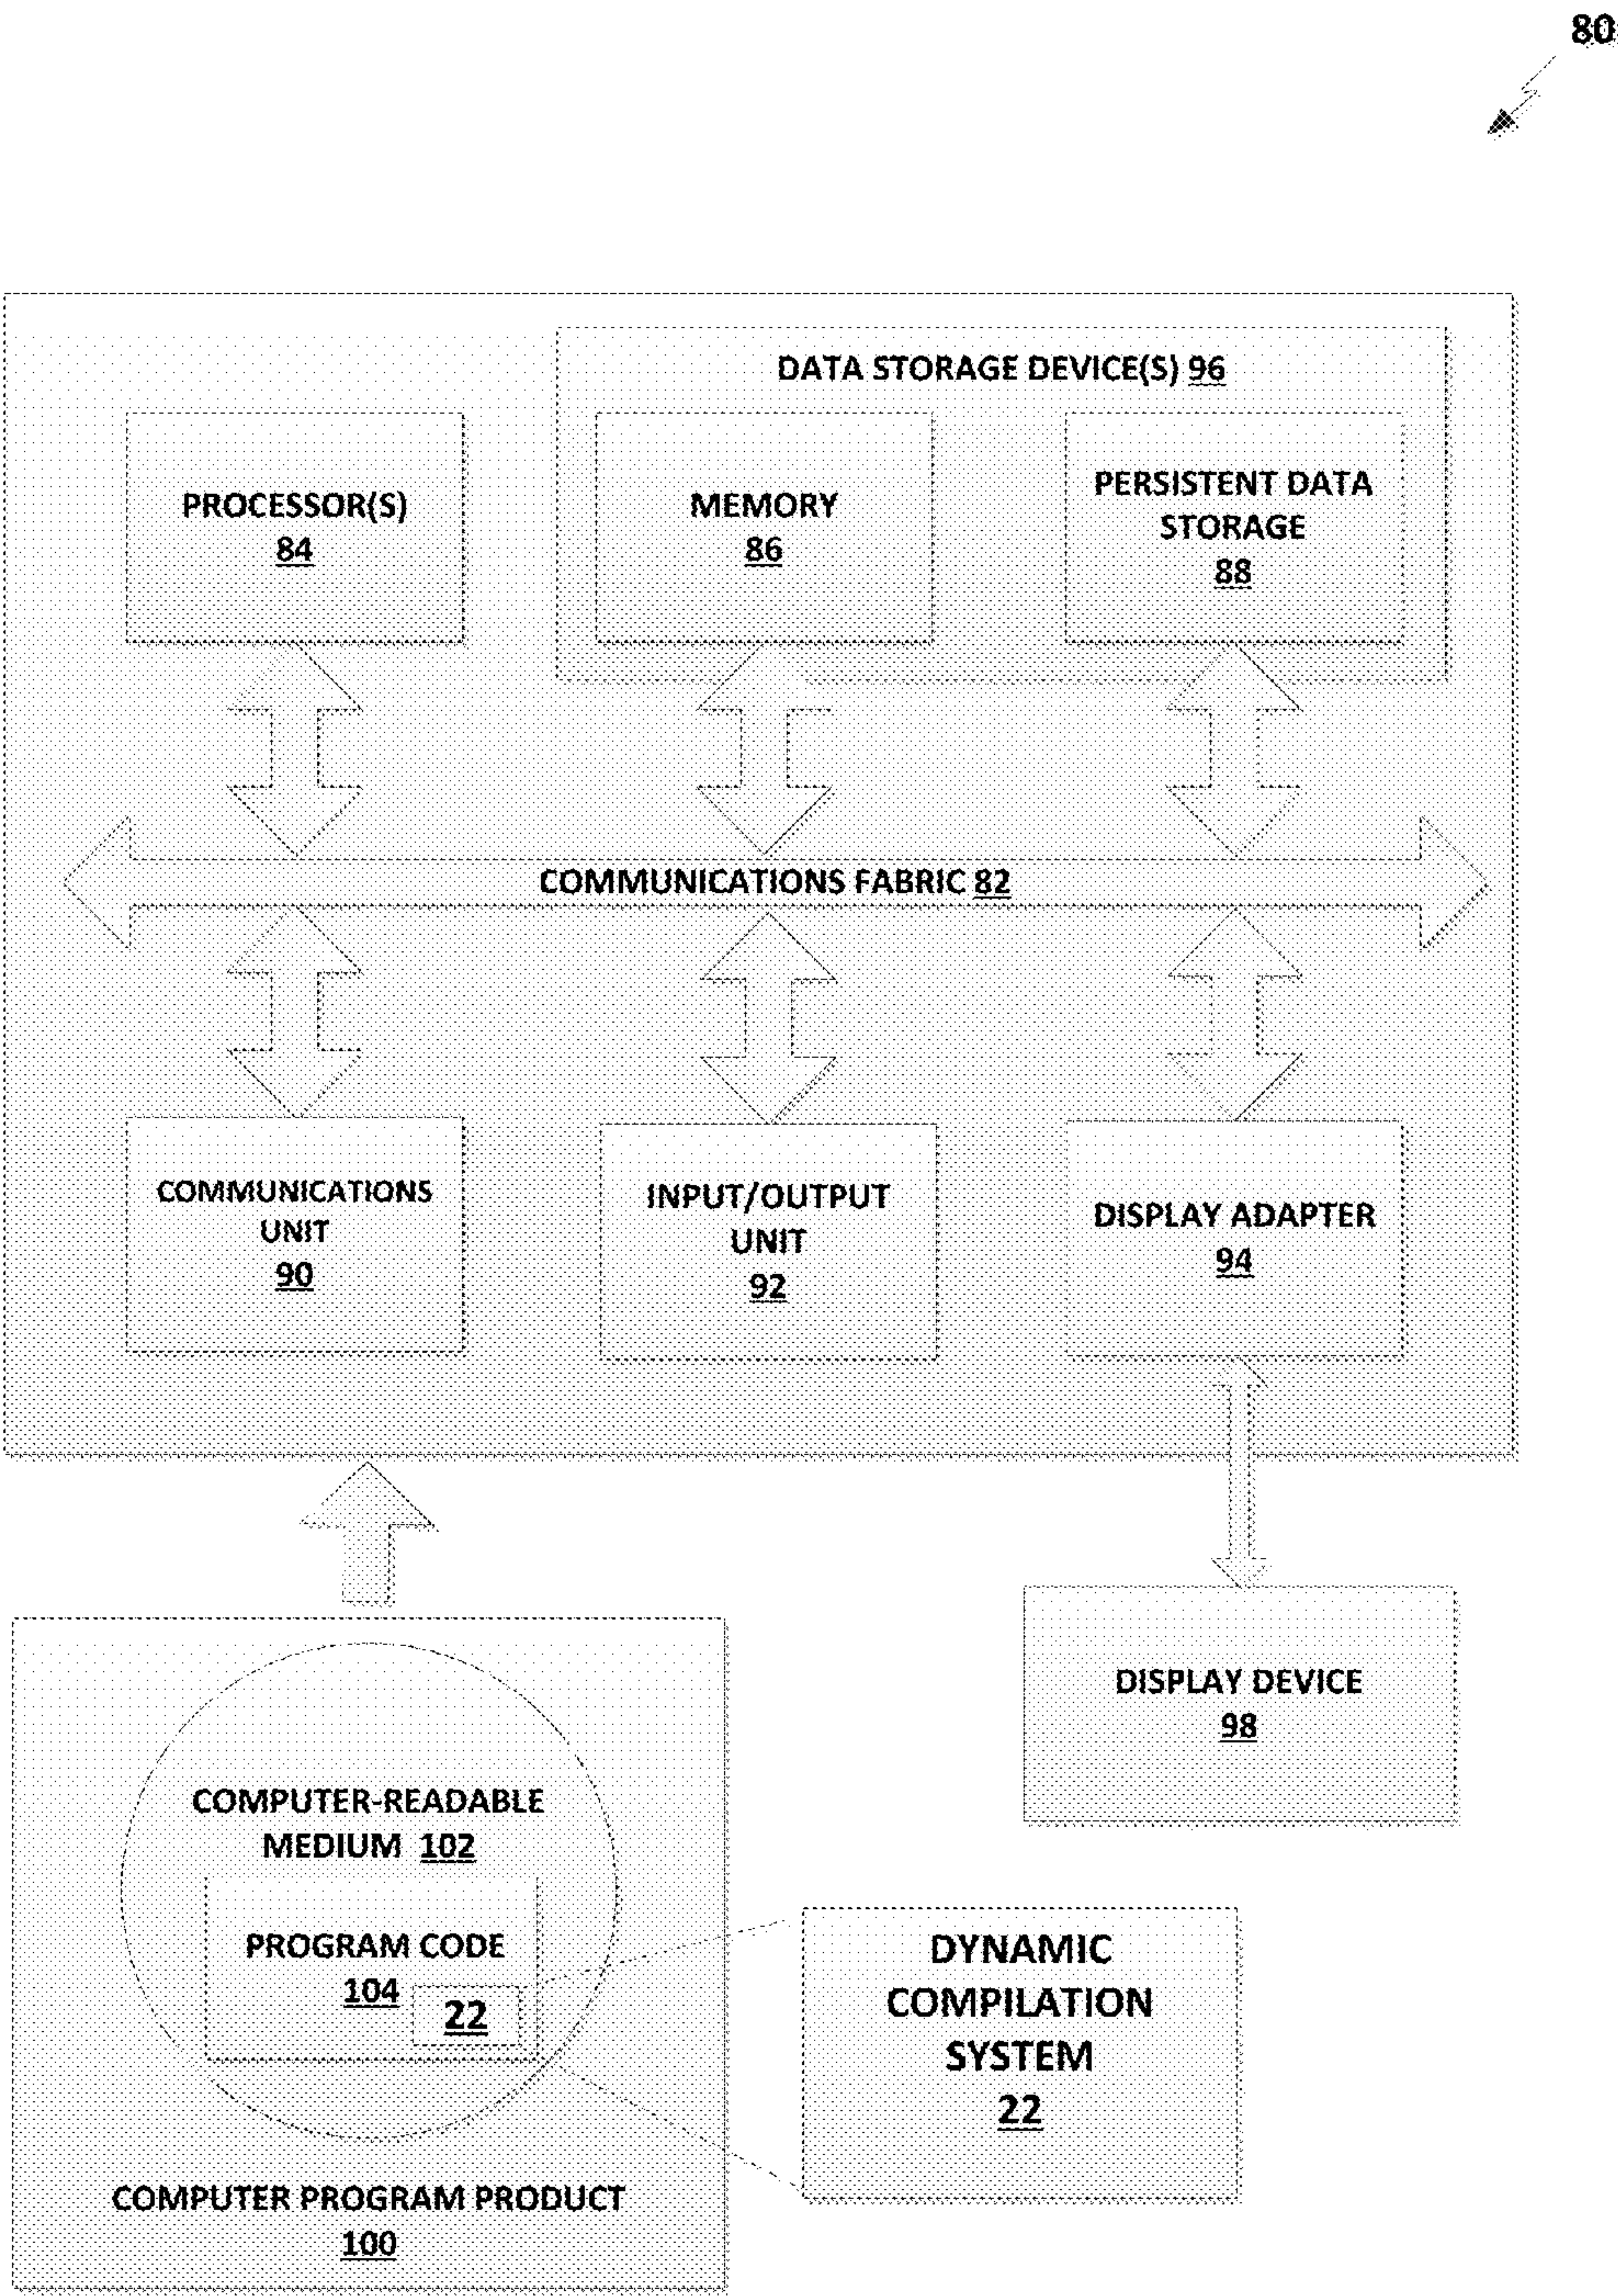 80
DATA STORAGE DEVICE(S) 96
PROCESSOR(S)
84
MEMORY
86
PERSISTENT DATA
STORAGE
88
COMMUNICATIONS FABRIC 82
COMMUNICATIONS
UNIT
90
INPUT/OUTPUT
UNIT
92
DISPLAY ADAPTER
94
DISPLAY DEVICE
98
COMPUTER-READABLE
MEDIUM 102
PROGRAM CODE
104
22
DYNAMIC
COMPILATION
SYSTEM
22
COMPUTER PROGRAM PRODUCT
100